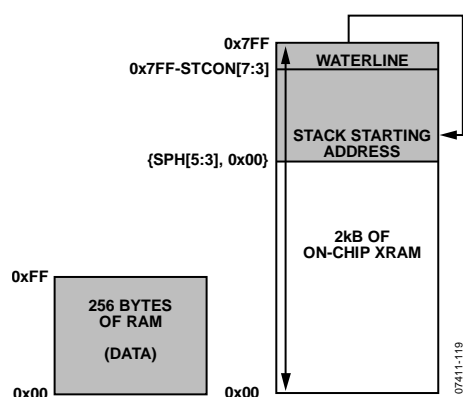 0x7FF
WATERLINE
0x7FF-STCON[7:3]
STACK STARTING
ADDRESS
{SPH[5:3], 0x00}
2kB OF
ON-CHIP XRAM
0xFF
256 BYTES
OF RAM
(DATA)
0x00
0x00
07411-119